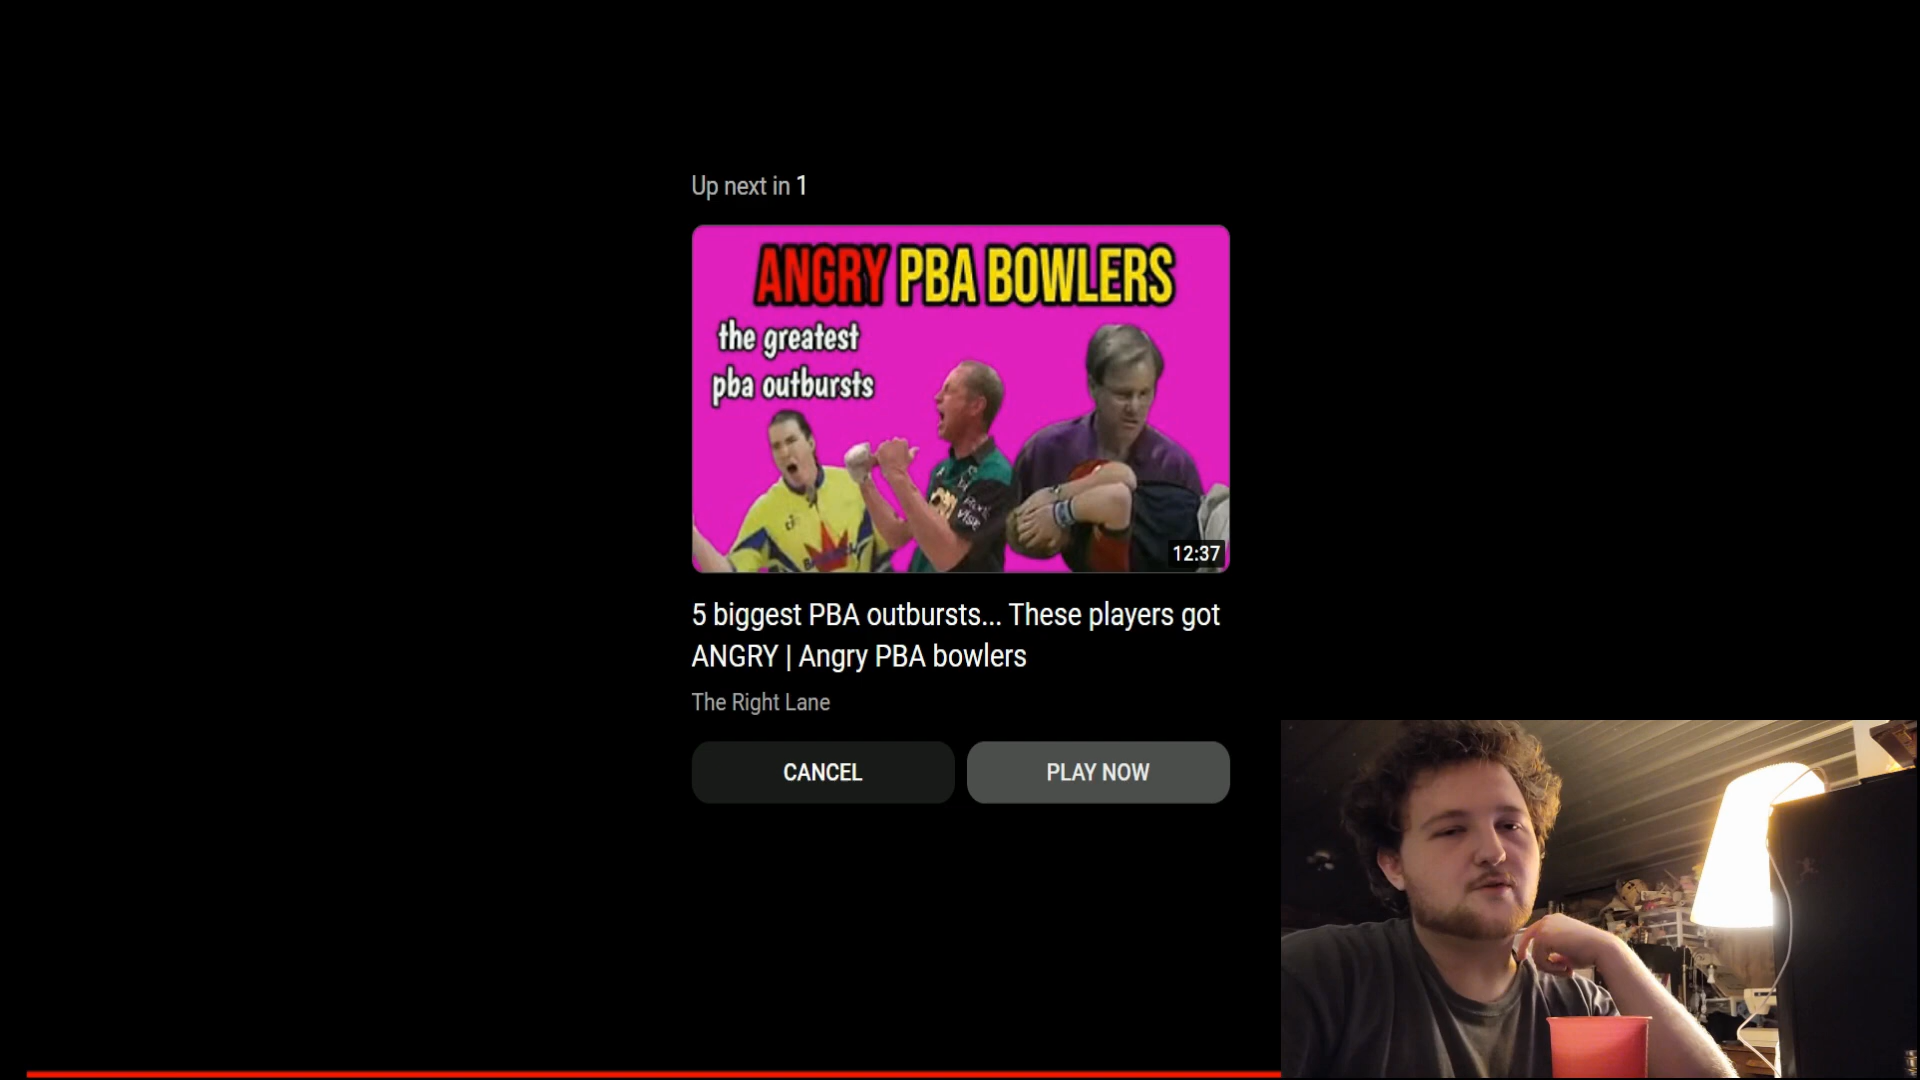 Up next in 1
ANGRY PBA BOWLERS
the greatest
pba outbursts
12:37
5 biggest PBA outbursts... These players got
ANGRY | Angry PBA bowlers
The Right Lane
CANCEL
PLAY NOW